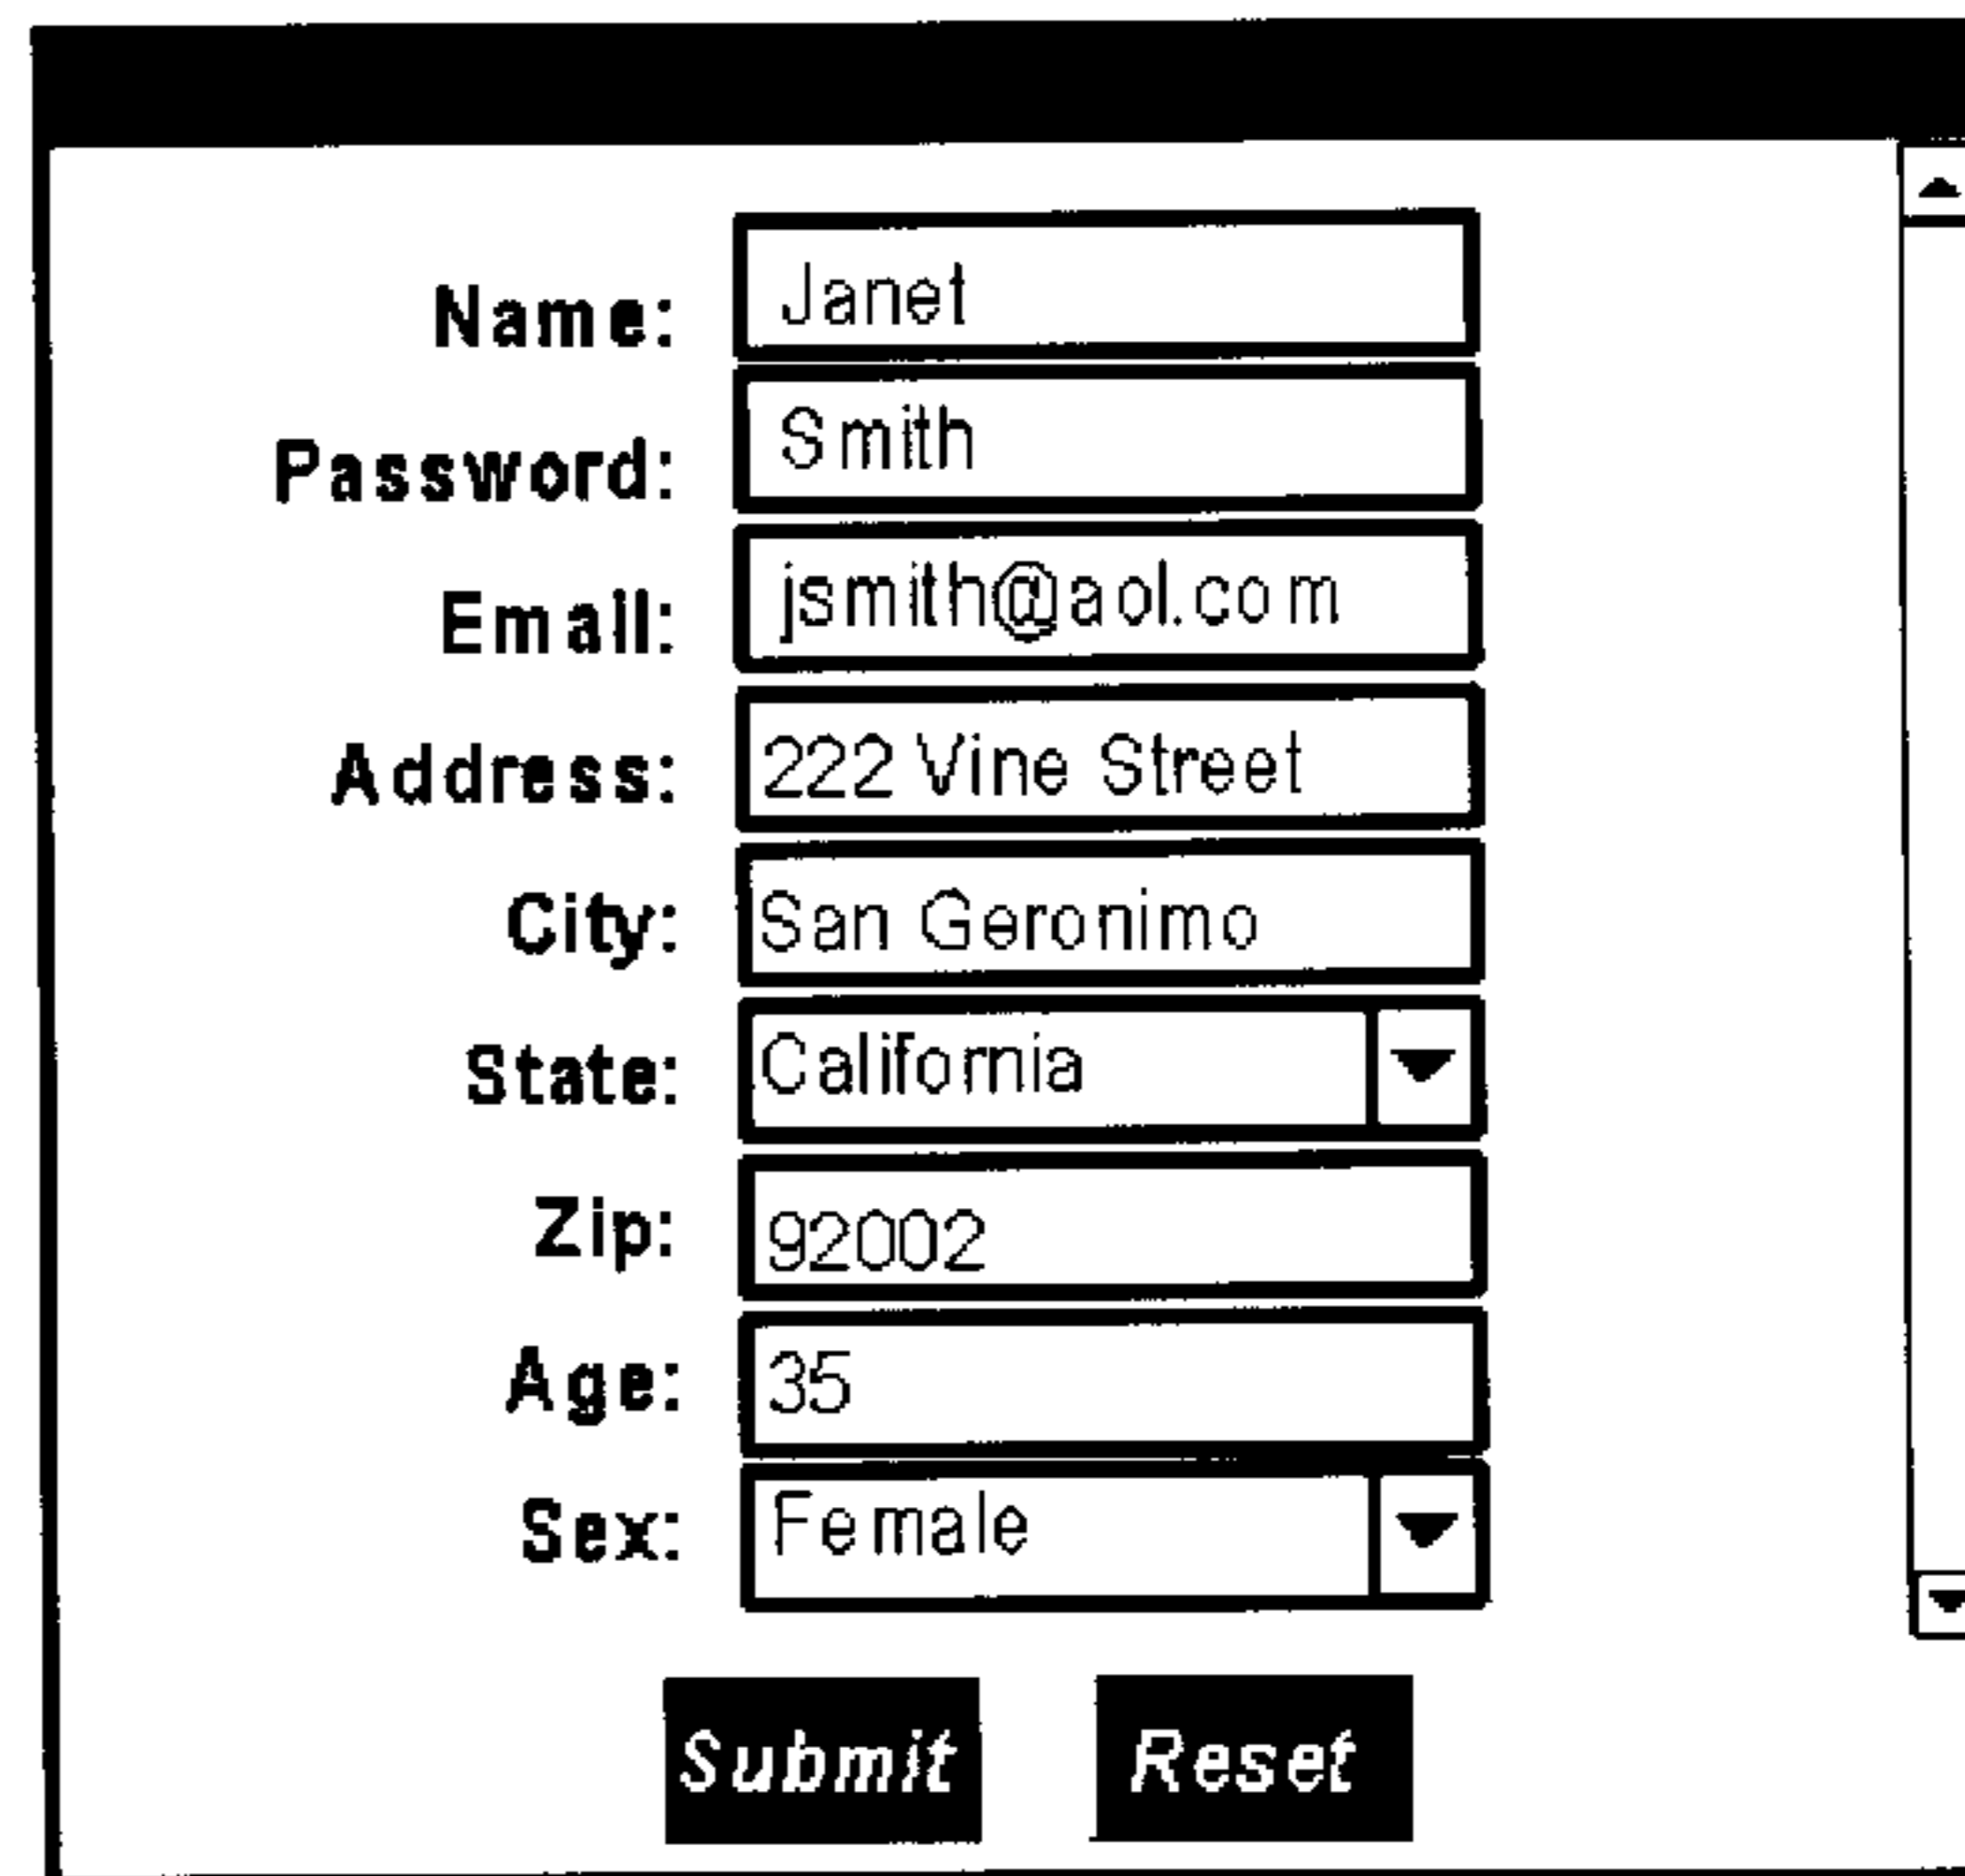 Name: Janet
Password: Smith
Email: jsmith@aol.com
Address: 222 Vine Street
City: San Geronimo
State: California
Zip: 92002
Age: 35
Sex: Female
Submit Reset